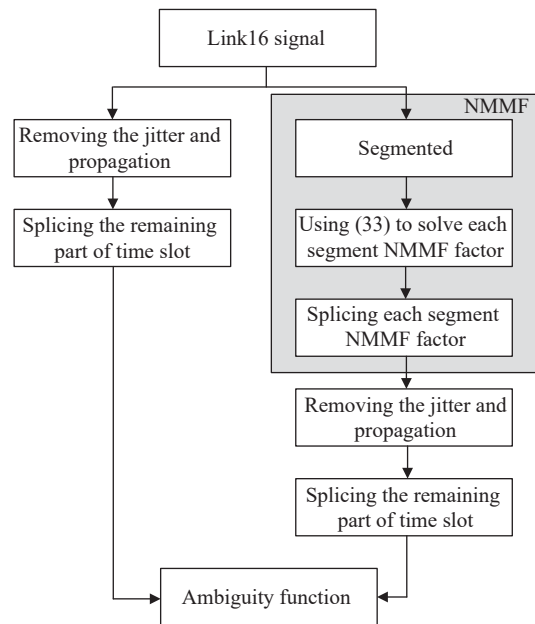 Link16 signal
NMMF
Removing the jitter and
propagation
Segmented
Splicing the remaining
part of time slot
Using (33) to solve each
segment NMMF factor
Splicing each segment
NMMF factor
Removing the jitter and
propagation
Splicing the remaining
part of time slot
Ambiguity function